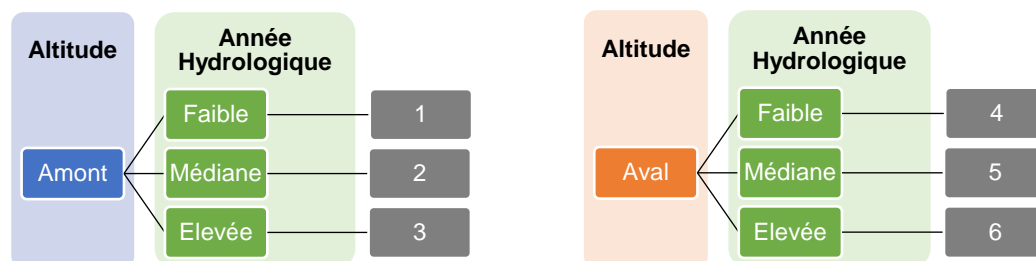 Altitude
Année
Hydrologique
Amont
Faible
1
Médiane
2
Elevée
3
Altitude
Année
Hydrologique
Aval
Faible
4
Médiane
5
Elevée
6